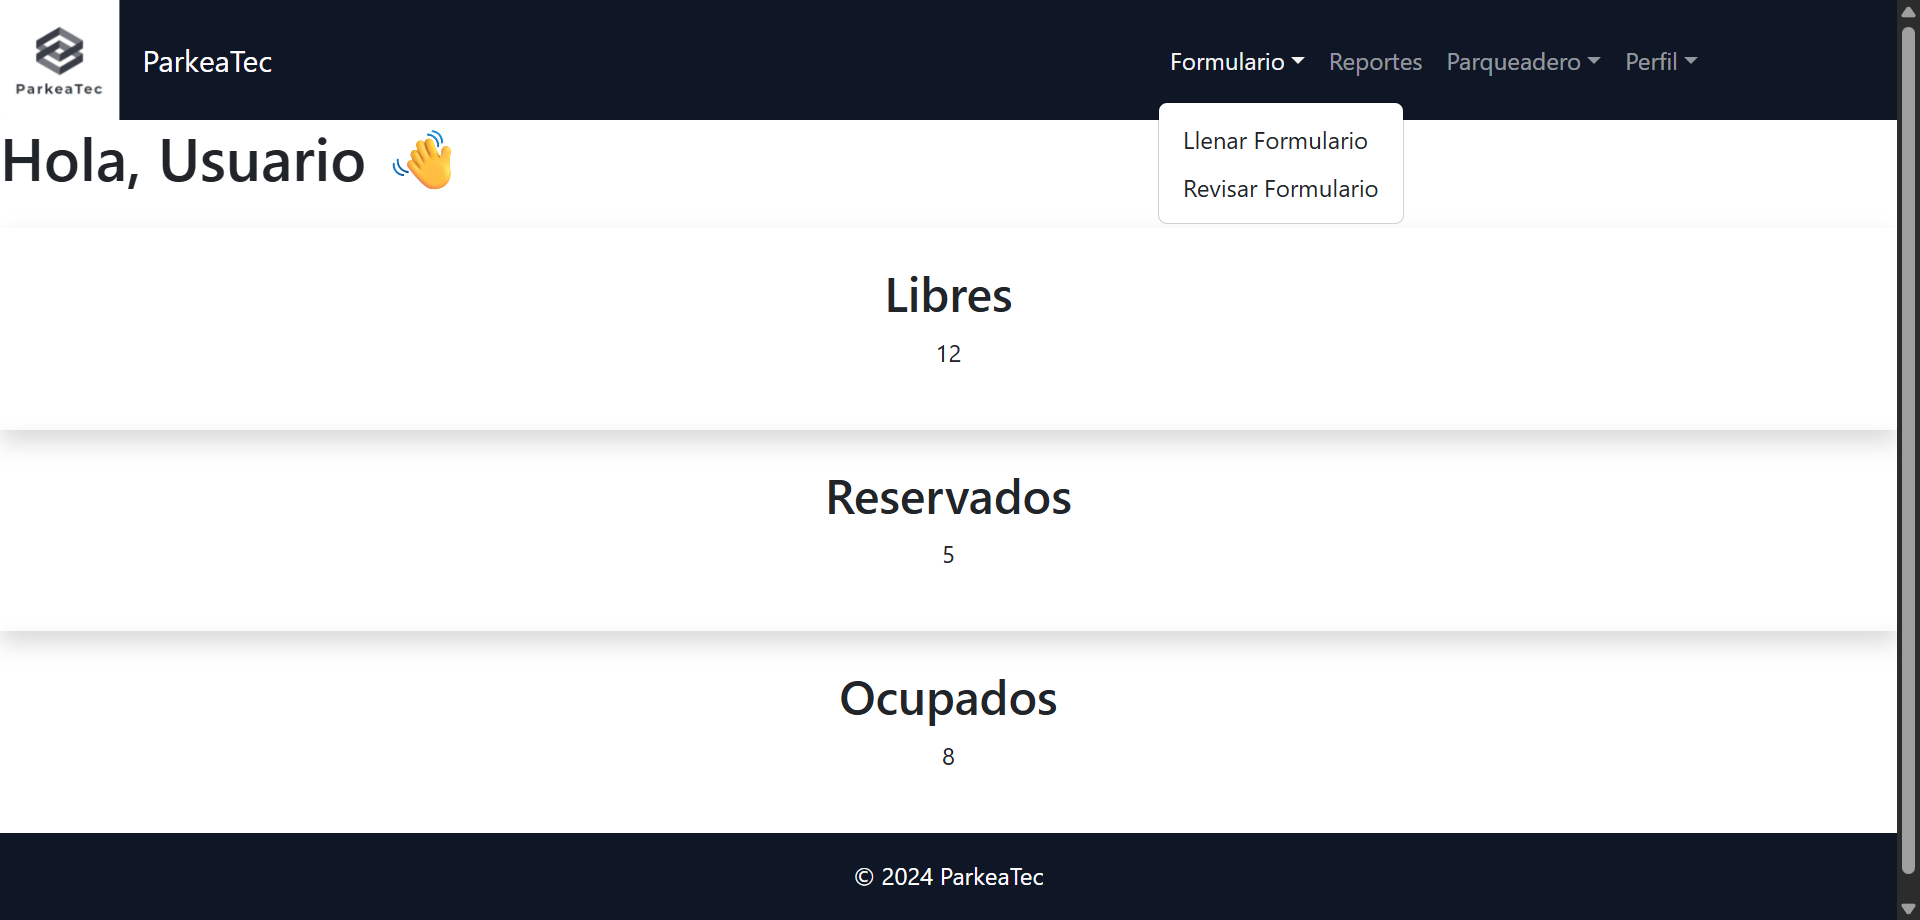 ParkeaTec
ParkeaTec
Formulario
Reportes
Parqueadero
Perfil
Llenar Formulario
Revisar Formulario
Hola, Usuario 👋
Libres
12
Reservados
5
Ocupados
8
© 2024 ParkeaTec